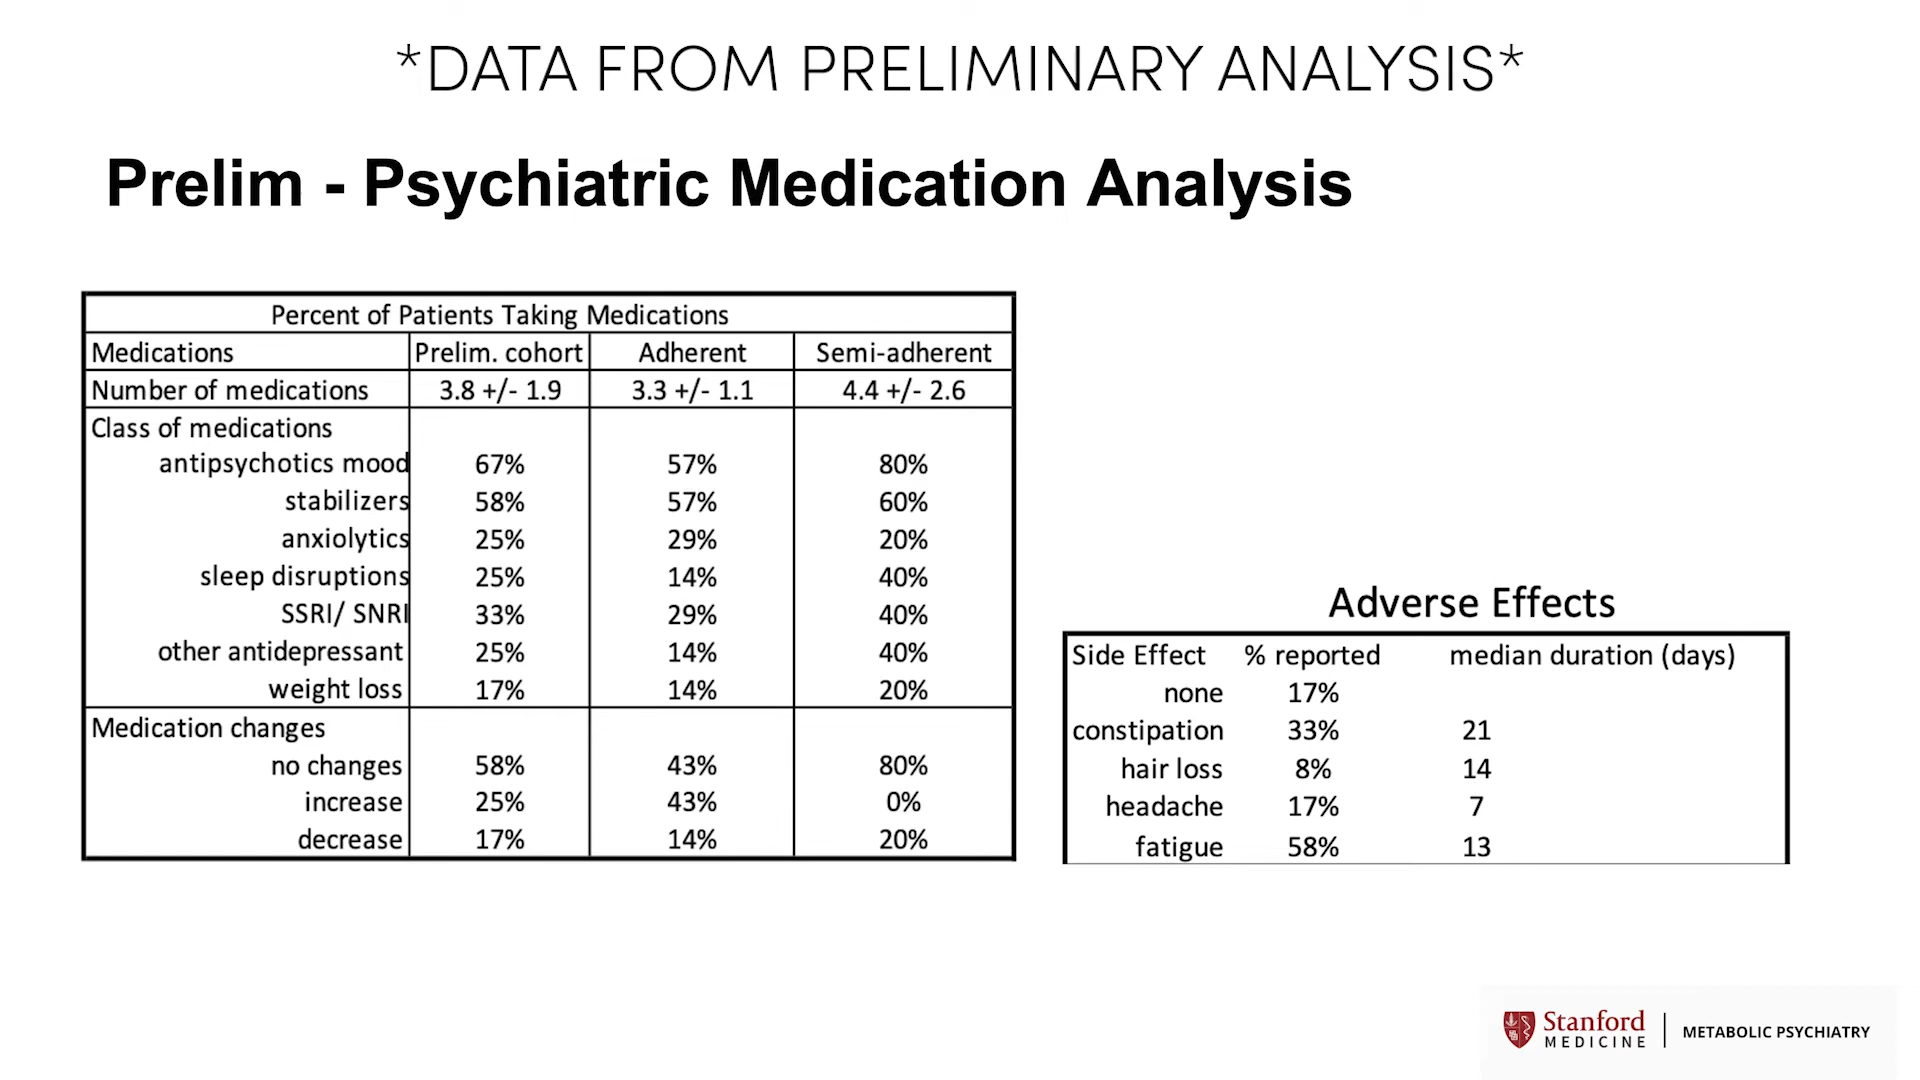 *DATA FROM PRELIMINARY ANALYSIS*
Prelim - Psychiatric Medication Analysis
Percent of Patients Taking Medications
Medications Prelim. cohort Adherent Semi-adherent
Number of medications 3.8 +/- 1.9 3.3 +/- 1.1 4.4 +/- 2.6
Class of medications
antipsychotics mood 67% 57% 80%
stabilizers 58% 57% 60%
anxiolytics 25% 29% 20%
sleep disruptions 25% 14% 40%
SSRI/ SNRI 33% 29% 40%
other antidepressant 25% 14% 40%
weight loss 17% 14% 20%
Medication changes
no changes 58% 43% 80%
increase 25% 43% 0%
decrease 17% 14% 20%
Adverse Effects
Side Effect % reported median duration (days)
none 17%
constipation 33% 21
hair loss 8% 14
headache 17% 7
fatigue 58% 13
Stanford
MEDICINE
METABOLIC PSYCHIATRY